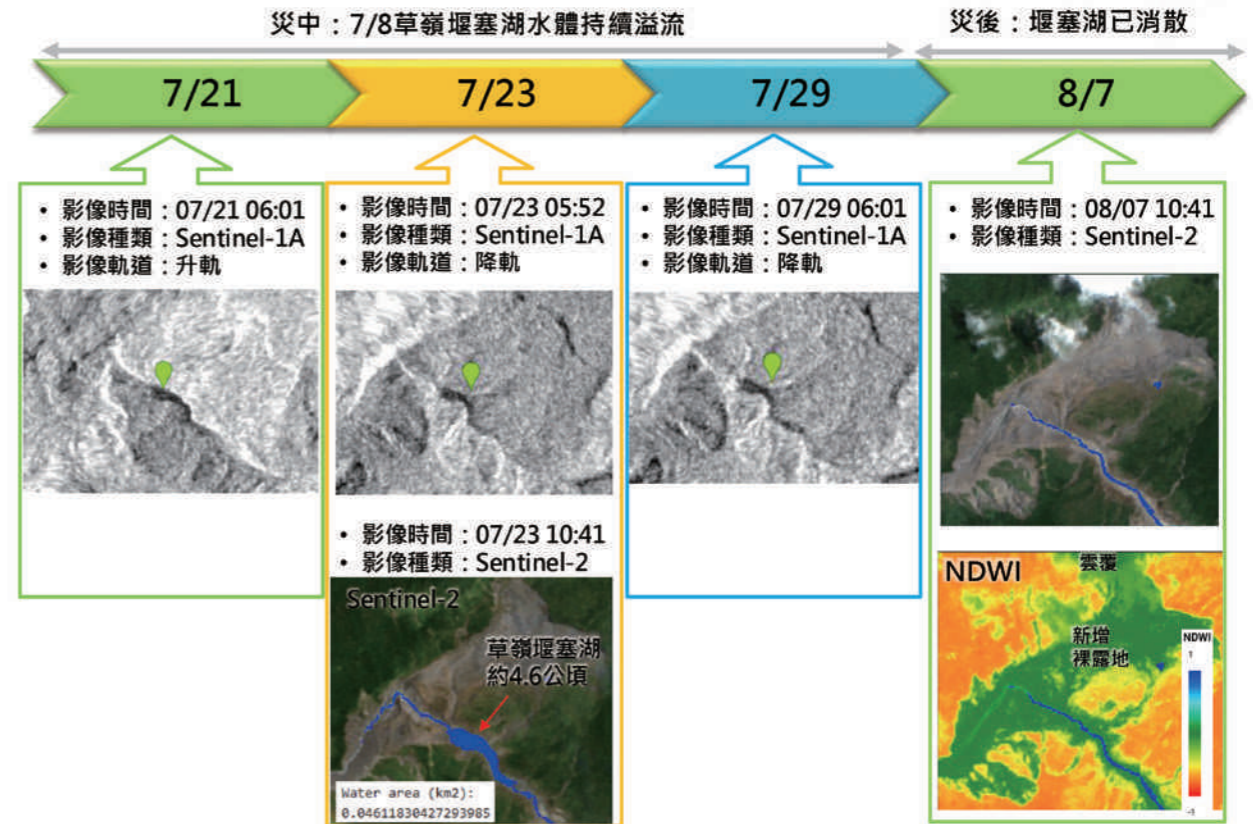 災中：7/8草嶺堰塞湖水體持續溢流
災後：堰塞湖已消散
7/21
7/23
7/29
8/7
• 影像時間：07/21 06:01
• 影像種類：Sentinel-1A
• 影像軌道：升軌
• 影像時間：07/23 05:52
• 影像種類：Sentinel-1A
• 影像軌道：降軌
• 影像時間：07/23 10:41
• 影像種類：Sentinel-2
Sentinel-2
草嶺堰塞湖
約4.6公頃
Water area (km2):
0.04611830427293985
• 影像時間：07/29 06:01
• 影像種類：Sentinel-1A
• 影像軌道：降軌
• 影像時間：08/07 10:41
• 影像種類：Sentinel-2
NDWI
雲覆
新增
裸露地
NDWI
1
-1